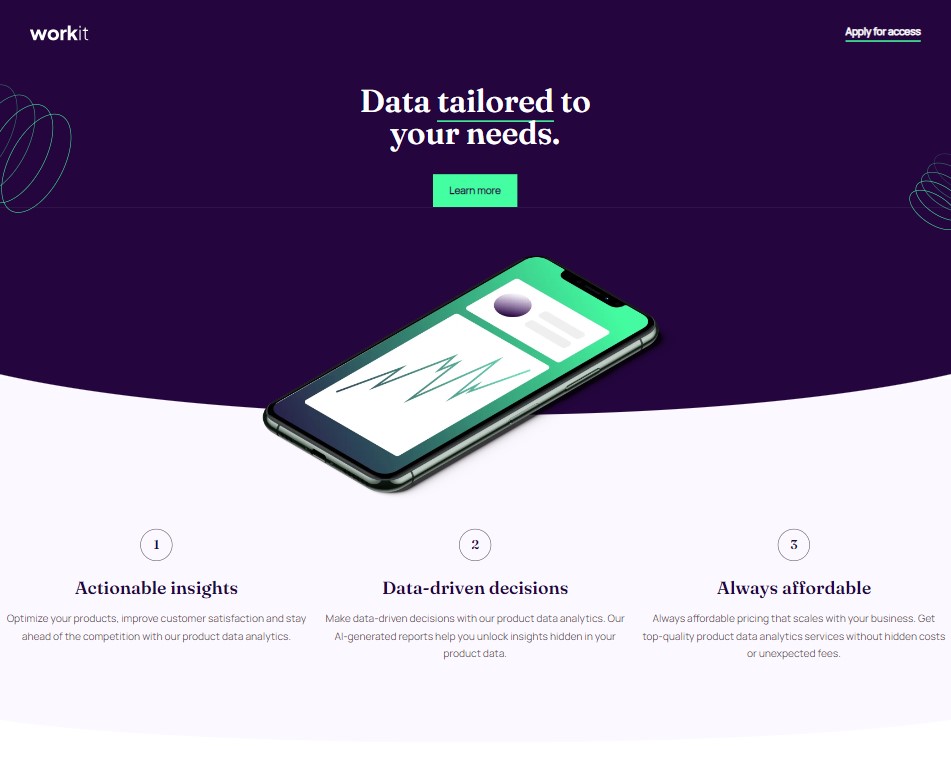 workit
Apply for access
Data tailored to
your needs.
Learn more
1
2
3
Actionable insights
Data-driven decisions
Always affordable
Optimize your products, improve customer satisfaction and stay
ahead of the competition with our product data analytics.
Make data-driven decisions with our product data analytics. Our
AI-generated reports help you unlock insights hidden in your
product data.
Always affordable pricing that scales with your business. Get
top-quality product data analytics services without hidden costs
or unexpected fees.